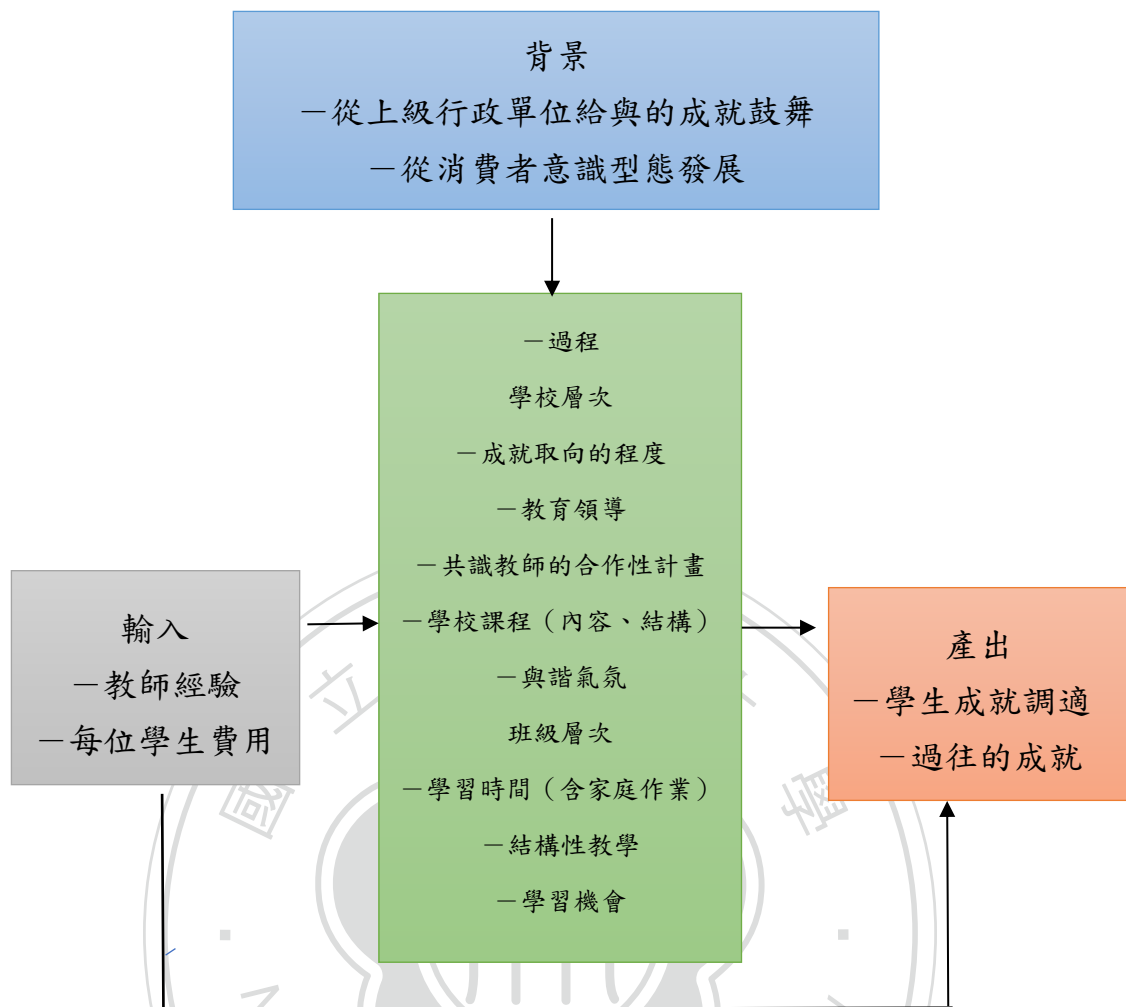 背景
－從上級行政單位給與的成就鼓舞
－從消費者意識型態發展
－過程
學校層次
－成就取向的程度
－教育領導
－共識教師的合作性計畫
－學校課程（內容、結構）
－與諧氣氛
班級層次
－學習時間（含家庭作業）
－結構性教學
－學習機會
輸入
－教師經驗
－每位學生費用
產出
－學生成就調適
－過往的成就
國
立
學